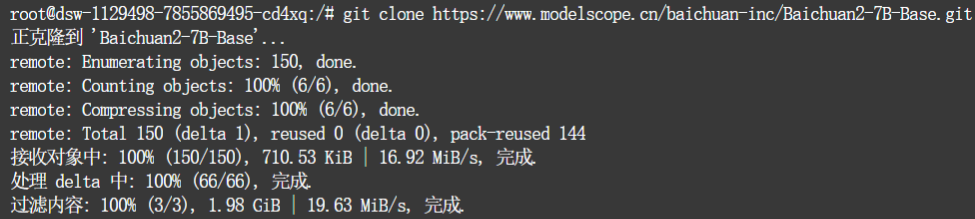 root@dsw-1129498-7855869495-cd4xq:/# git clone https://www.modelscope.cn/baichuan-inc/Baichuan2-7B-Base.git
正克隆到 'Baichuan2-7B-Base'...
remote: Enumerating objects: 150, done.
remote: Counting objects: 100% (6/6), done.
remote: Compressing objects: 100% (6/6), done.
remote: Total 150 (delta 1), reused 0 (delta 0), pack-reused 144
接收对象中: 100% (150/150), 710.53 KiB | 16.92 MiB/s, 完成.
处理 delta 中: 100% (66/66), 完成.
过滤内容: 100% (3/3), 1.98 GiB | 19.63 MiB/s, 完成.